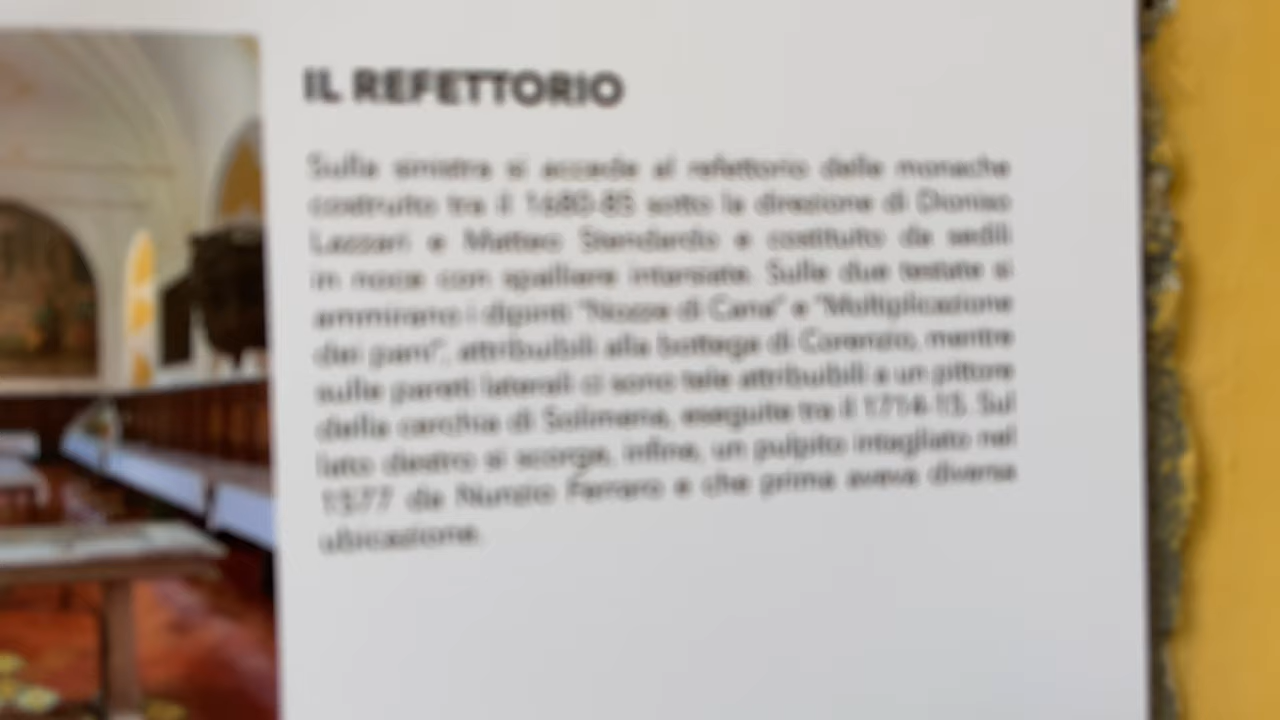 IL REFETTORIO
Sulla sinistra si accede al refettorio delle monache
costruito tra il 1680-85 sotto la direzione di Dioniso
Lazzari e Matteo Stendardo e costituito da sedili
in noce con spalliere intarsiate. Sulle due testate si
ammirano i dipinti "Nozze di Cana" e "Multiplicazione
dei pani", attribuibili alla bottega di Corenzio, mentre
sulle pareti laterali ci sono tele attribuibili a un pittore
della cerchia di Solimena, eseguite tra il 1714-15. Sul
lato destro si scorge, infine, un pulpito intagliato nel
1577 da Nunzio Ferraro e che prima aveva diversa
ubicazione.